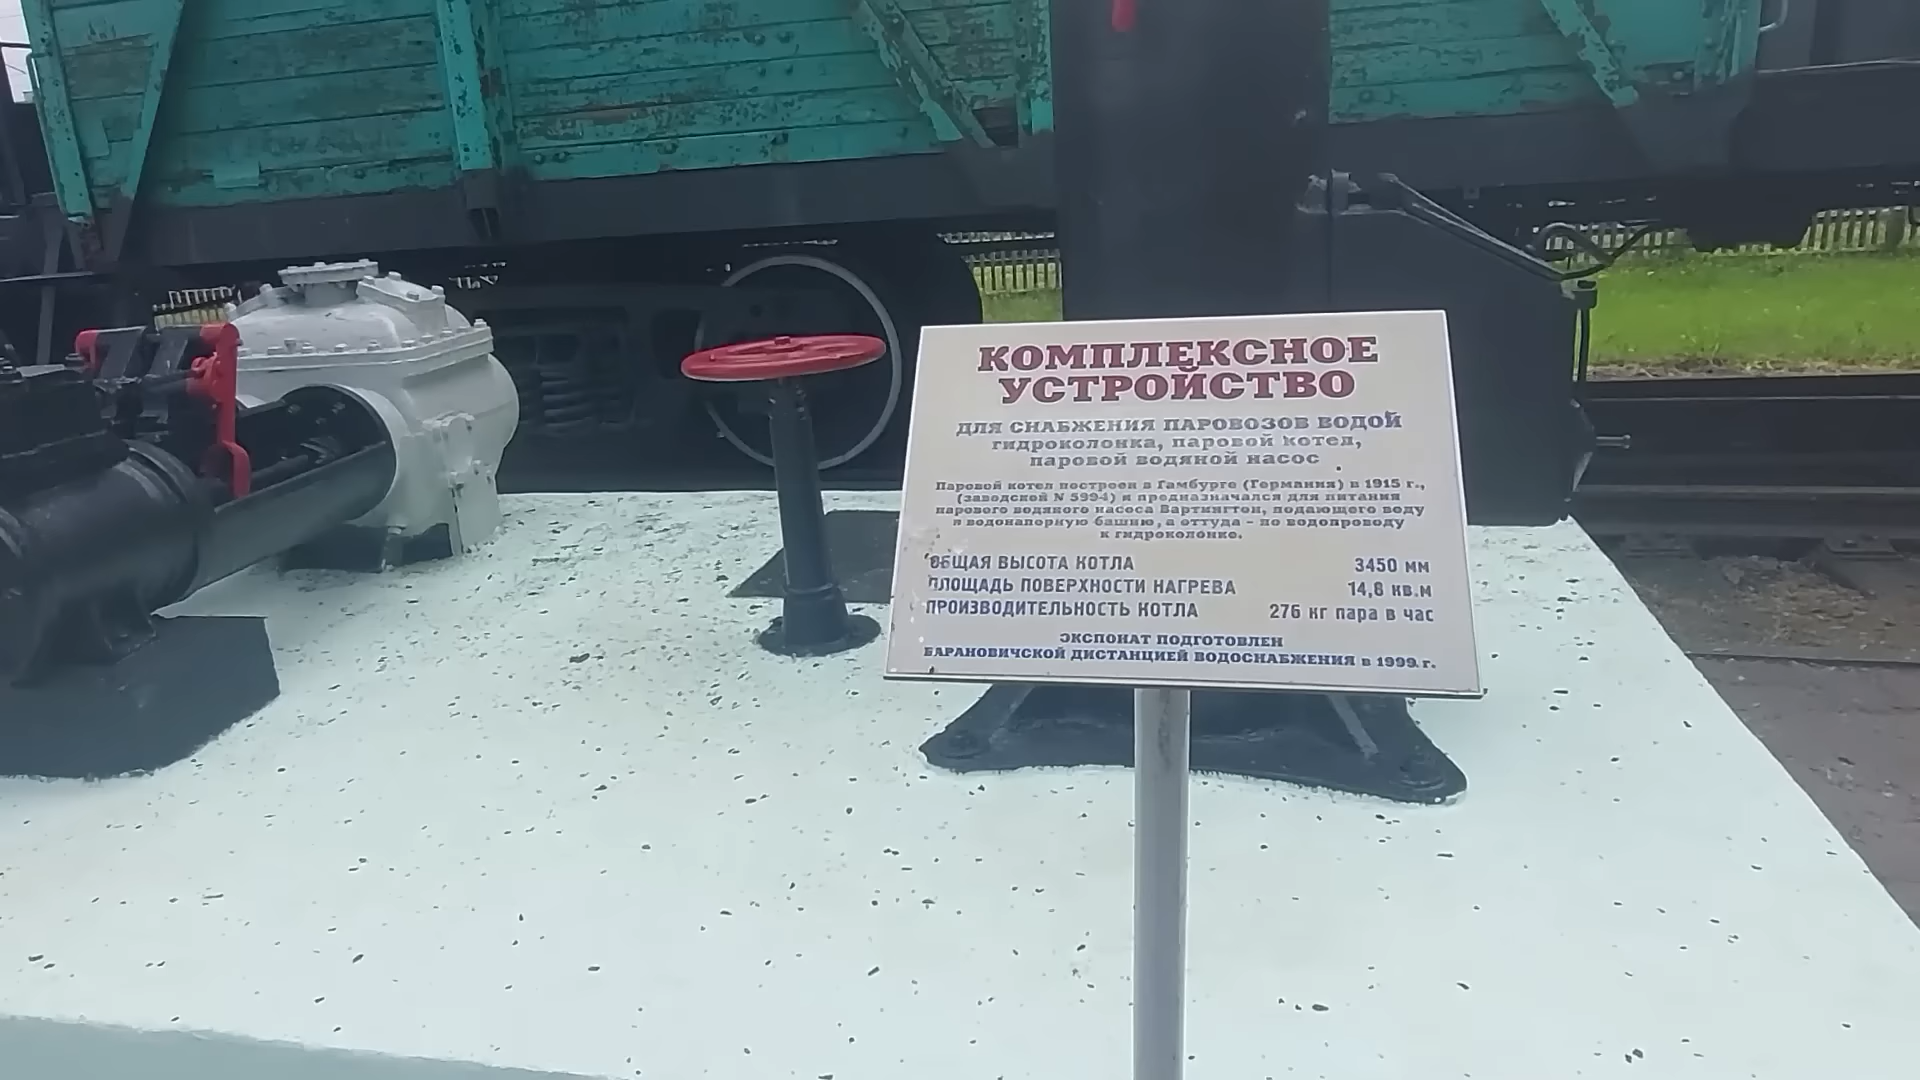 КОМПЛЕКСНОЕ
УСТРОЙСТВО
ДЛЯ СНАБЖЕНИЯ ПАРОВОЗОВ ВОДОЙ
гидроколонка, паровой котел,
паровой водяной насос
Паровой котел построен в Гамбурге (Германия) в 1915 г.,
(заводской N 5994) и предназначался для питания
парового водяного насоса Вартингтон, подающего воду
в водонапорную башню, а оттуда - по водопроводу
к гидроколонке.
ОБЩАЯ ВЫСОТА КОТЛА 3450 мм
ПЛОЩАДЬ ПОВЕРХНОСТИ НАГРЕВА 14,8 кв.м
ПРОИЗВОДИТЕЛЬНОСТЬ КОТЛА 276 кг пара в час
ЭКСПОНАТ ПОДГОТОВЛЕН
БАРАНОВИЧСКОЙ ДИСТАНЦИЕЙ ВОДОСНАБЖЕНИЯ в 1999 г.